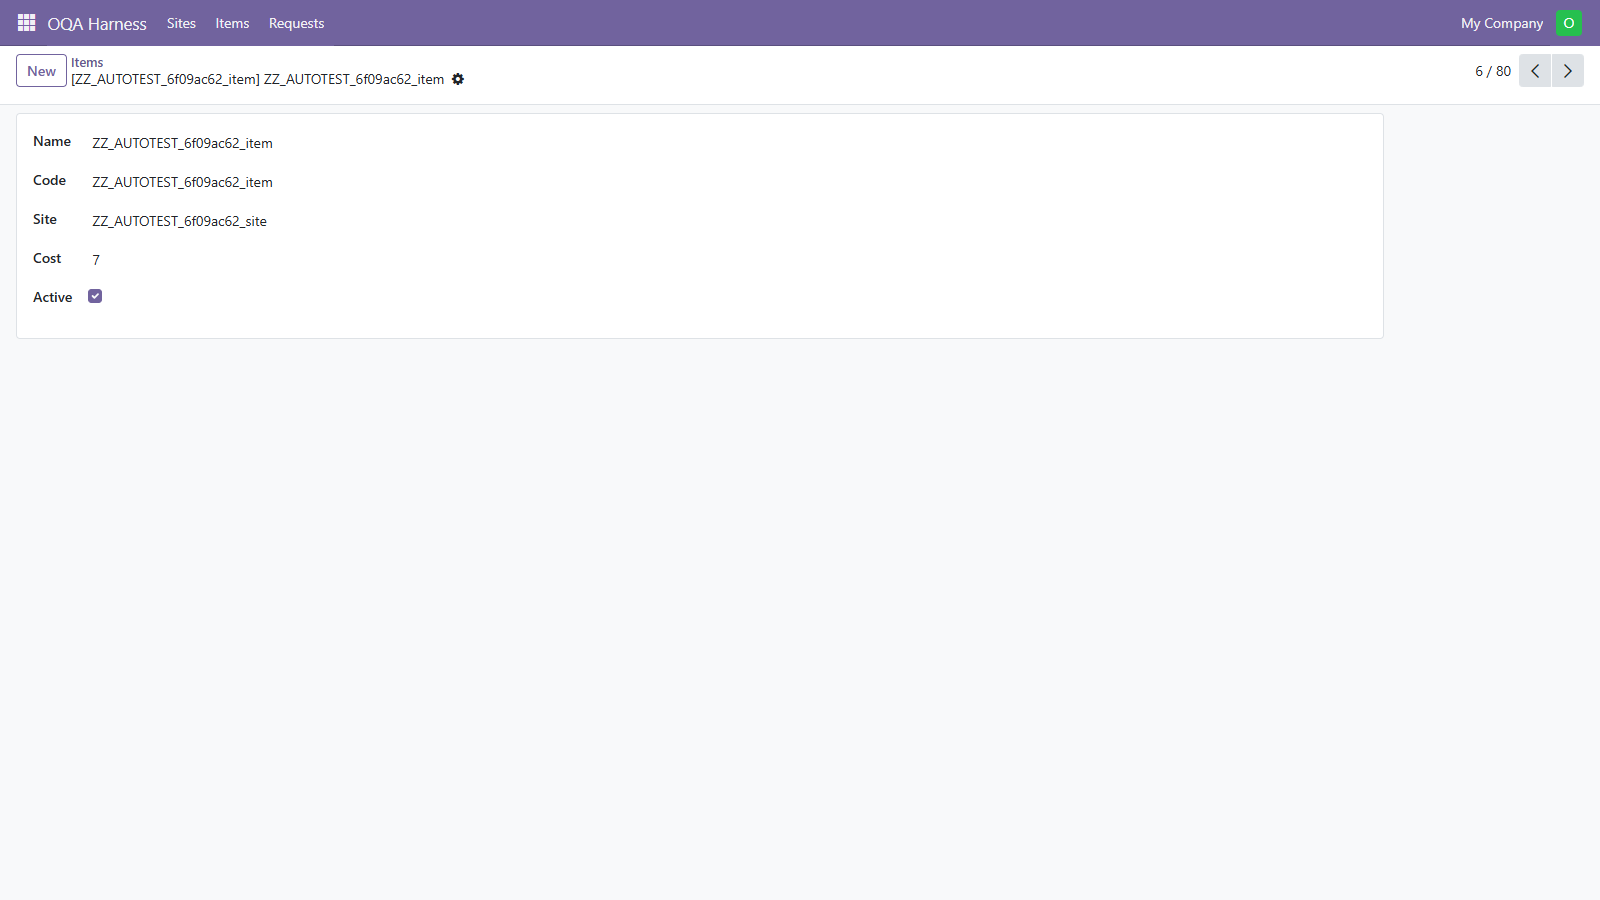 OQA Harness Sites Items Requests My Company O
New Items 6 / 80
[ZZ_AUTOTEST_6f09ac62_item] ZZ_AUTOTEST_6f09ac62_item
Name ZZ_AUTOTEST_6f09ac62_item
Code ZZ_AUTOTEST_6f09ac62_item
Site ZZ_AUTOTEST_6f09ac62_site
Cost 7
Active